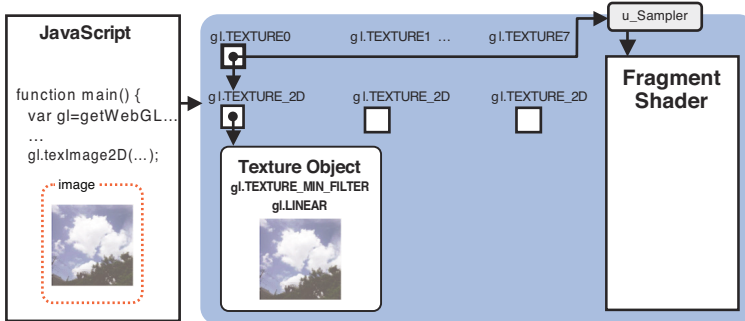 JavaScript
function main() {
var gl=getWebGL...
...
gl.texImage2D(...);
image
gl.TEXTURE0
gl.TEXTURE1 ...
gl.TEXTURE7
u_Sampler
gl.TEXTURE_2D
gl.TEXTURE_2D
gl.TEXTURE_2D
Texture Object
gl.TEXTURE_MIN_FILTER
gl.LINEAR
Fragment
Shader